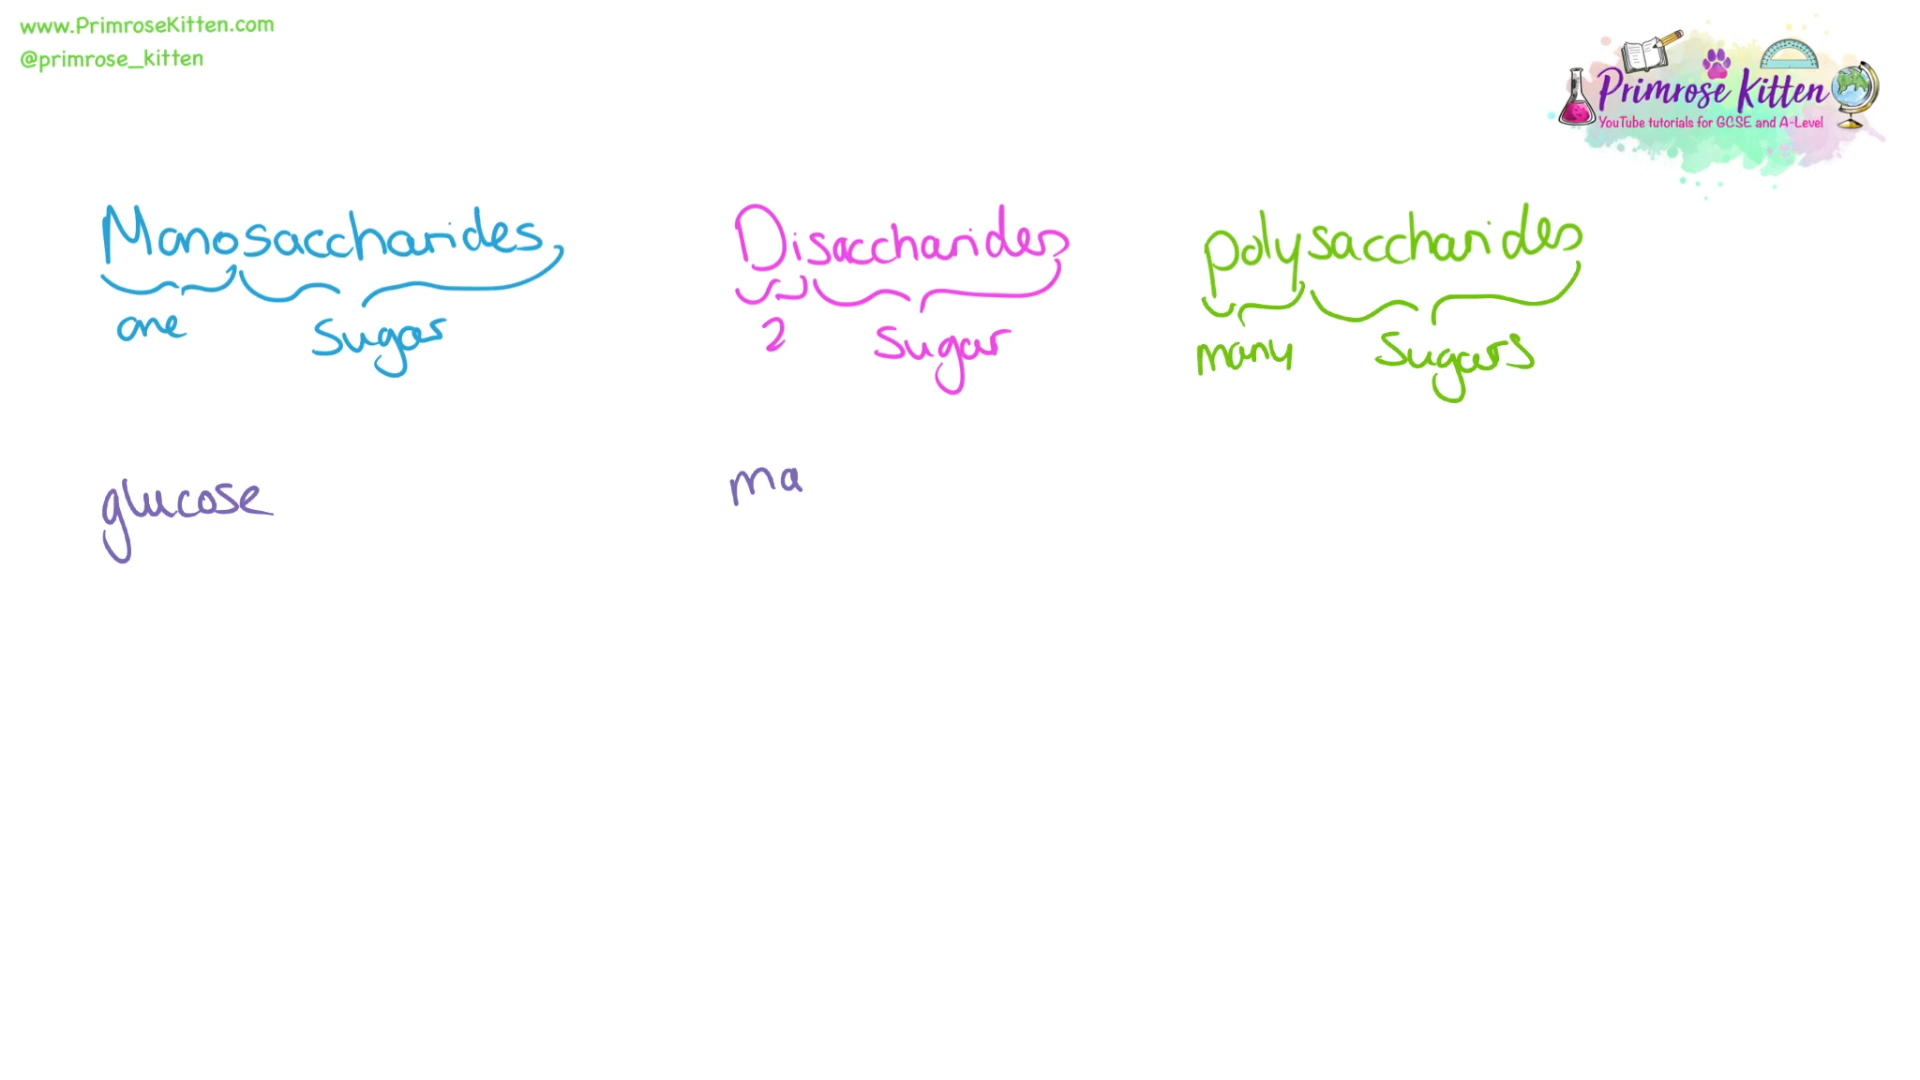 www.PrimroseKitten.com
@primrose_kitten
Primrose Kitten
YouTube tutorials for GCSE and A-Level
Monosaccharides
one sugar
Disaccharides
2 sugar
polysaccharides
many sugars
glucose
ma